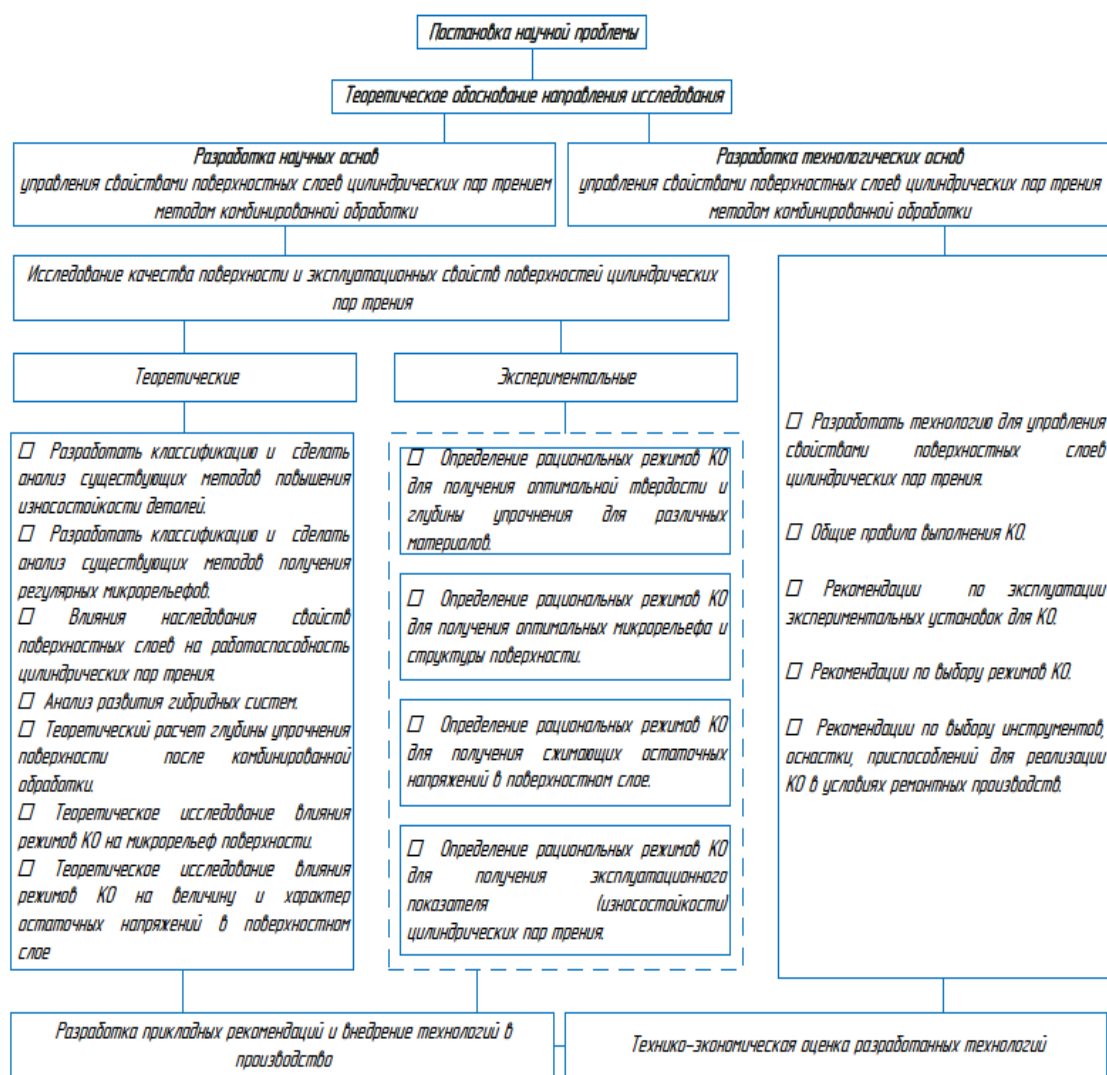 Постановка научной проблемы
Теоретическое обоснование направления исследования
Разработка научных основ
управления свойствами поверхностных слоев цилиндрических пар трением
методом комбинированной обработки
Разработка технологических основ
управления свойствами поверхностных слоев цилиндрических пар трения
методом комбинированной обработки
Исследование качества поверхности и эксплуатационных свойств поверхностей цилиндрических
пар трения
Теоретические
Экспериментальные
□ Разработать классификацию и сделать
анализ существующих методов повышения
износостойкости деталей.
□ Разработать классификацию и сделать
анализ существующих методов получения
регулярных микрорельефов.
□ Влияния наследования свойств
поверхностных слоев на работоспособность
цилиндрических пар трения.
□ Анализ развития гибридных систем.
□ Теоретический расчет глубины упрочнения
поверхности после комбинированной
обработки.
□ Теоретическое исследование влияния
режимов КО на микрорельеф поверхности.
□ Теоретическое исследование влияния
режимов КО на величину и характер
остаточных напряжений в поверхностном
слое
□ Определение рациональных режимов КО
для получения оптимальной твердости и
глубины упрочнения для различных
материалов.
□ Определение рациональных режимов КО
для получения оптимальных микрорельефа и
структуры поверхности.
□ Определение рациональных режимов КО
для получения сжимающих остаточных
напряжений в поверхностном слое.
□ Определение рациональных режимов КО
для получения эксплуатационного
показателя (износостойкости)
цилиндрических пар трения.
□ Разработать технологию для управления
свойствами поверхностных слоев
цилиндрических пар трения.
□ Общие правила выполнения КО.
□ Рекомендации по эксплуатации
экспериментальных установок для КО.
□ Рекомендации по выбору режимов КО.
□ Рекомендации по выбору инструментов,
оснастки, приспособлений для реализации
КО в условиях ремонтных производств.
Разработка прикладных рекомендаций и внедрение технологий в
производство
Технико-экономическая оценка разработанных технологий